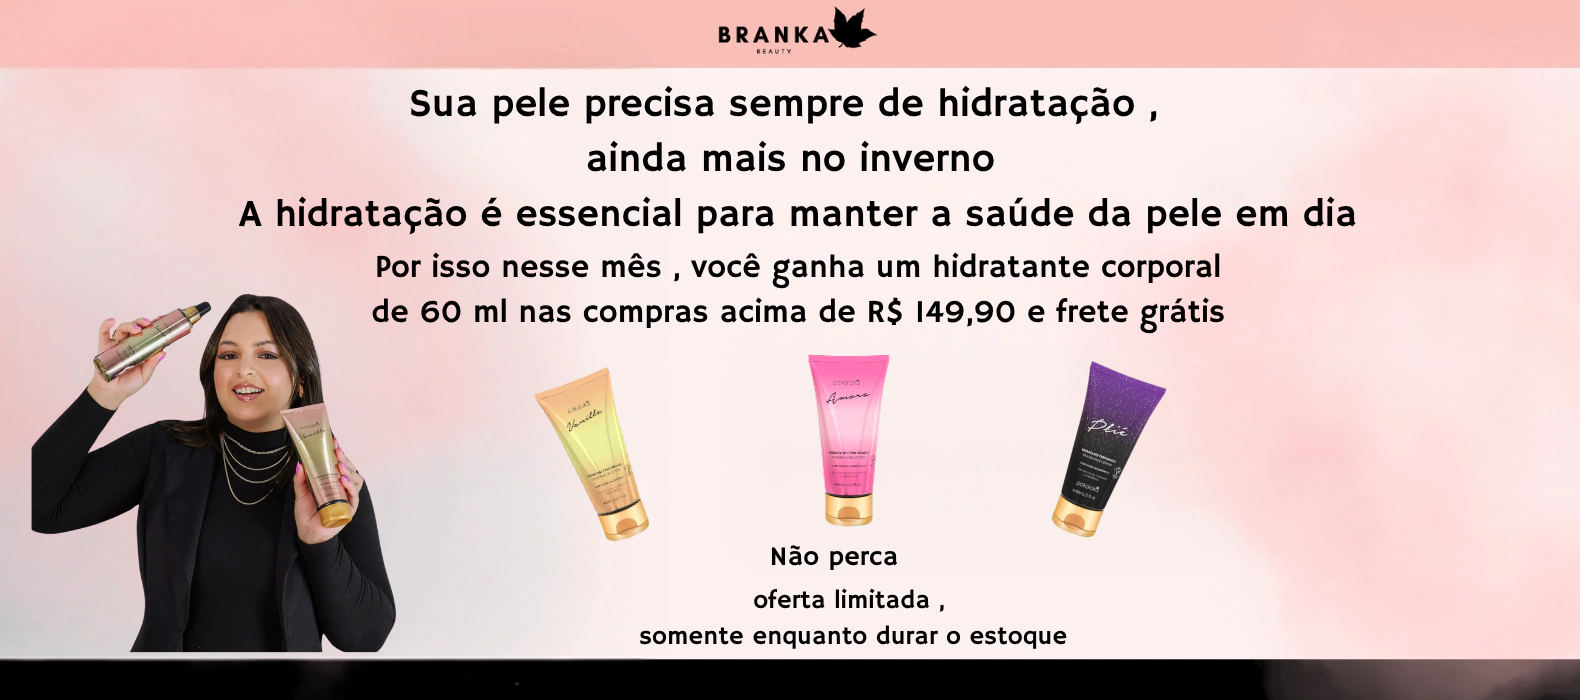 BRANKA
BEAUTY
Sua pele precisa sempre de hidratação ,
ainda mais no inverno
A hidratação é essencial para manter a saúde da pele em dia
Por isso nesse mês , você ganha um hidratante corporal
de 60 ml nas compras acima de R$ 149,90 e frete grátis
Vanilla
Amora
Plié
Não perca
oferta limitada ,
somente enquanto durar o estoque